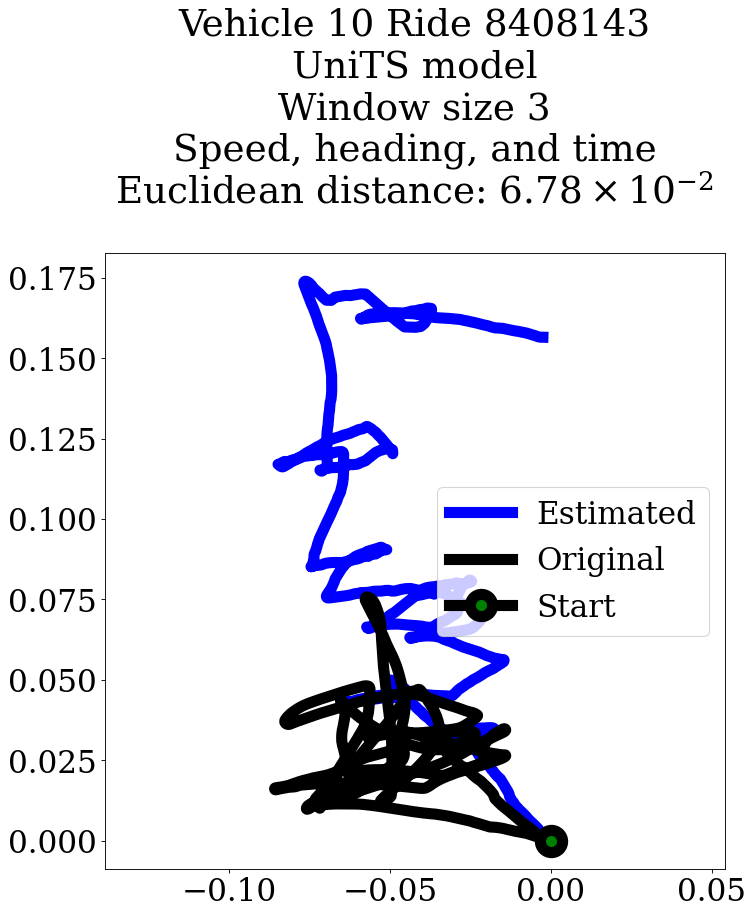 Vehicle 10 Ride 8408143
UniTS model
Window size 3
Speed, heading, and time
Euclidean distance: 6.78 × 10⁻²
0.175
0.150
0.125
0.100
0.075
0.050
0.025
0.000
Estimated
Original
Start
−0.10
−0.05
0.00
0.05